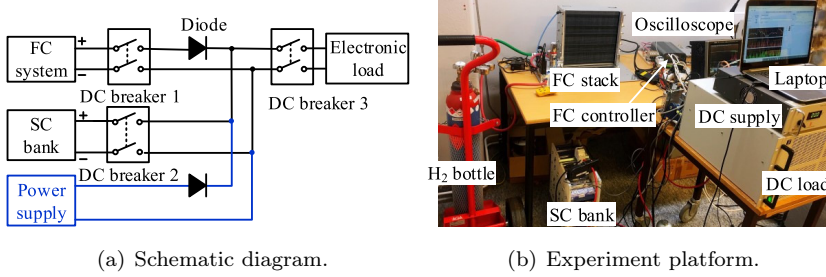 Diode
FC
system
+
−
DC breaker 1
DC breaker 3
Electronic
load
SC
bank
+
−
DC breaker 2
Power
supply
(a) Schematic diagram.
Oscilloscope
Laptop
FC stack
FC controller
DC supply
H2 bottle
DC load
SC bank
(b) Experiment platform.